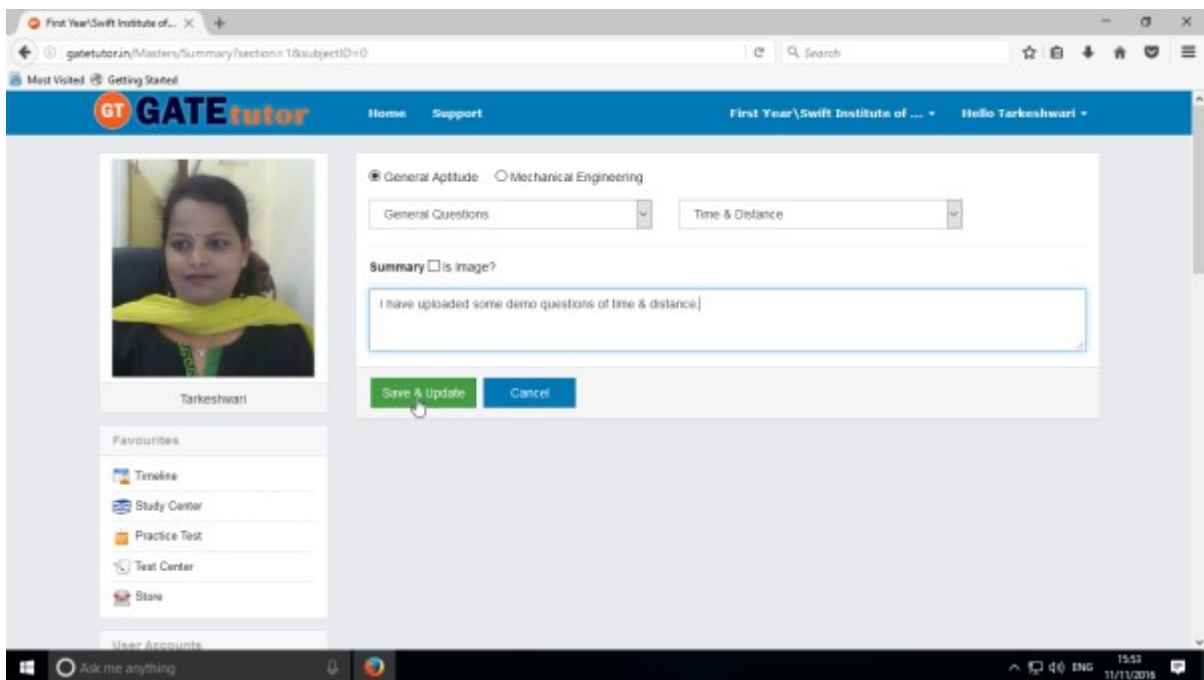 First Year\Swift Institute of...
gatetutor.in/Masters/Summary?section=1&subjectID=0
Search
Most Visited Getting Started
GT GATEtutor Home Support First Year\Swift Institute of .... Hello Tarkeshwari
General Aptitude Mechanical Engineering
General Questions Time & Distance
Summary Is Image?
I have uploaded some demo questions of time & distance.
Save & Update Cancel
Tarkeshwari
Favourites
Timeline
Study Center
Practice Test
Test Center
Store
User Accounts
Ask me anything ENG 15:53
11/11/2016